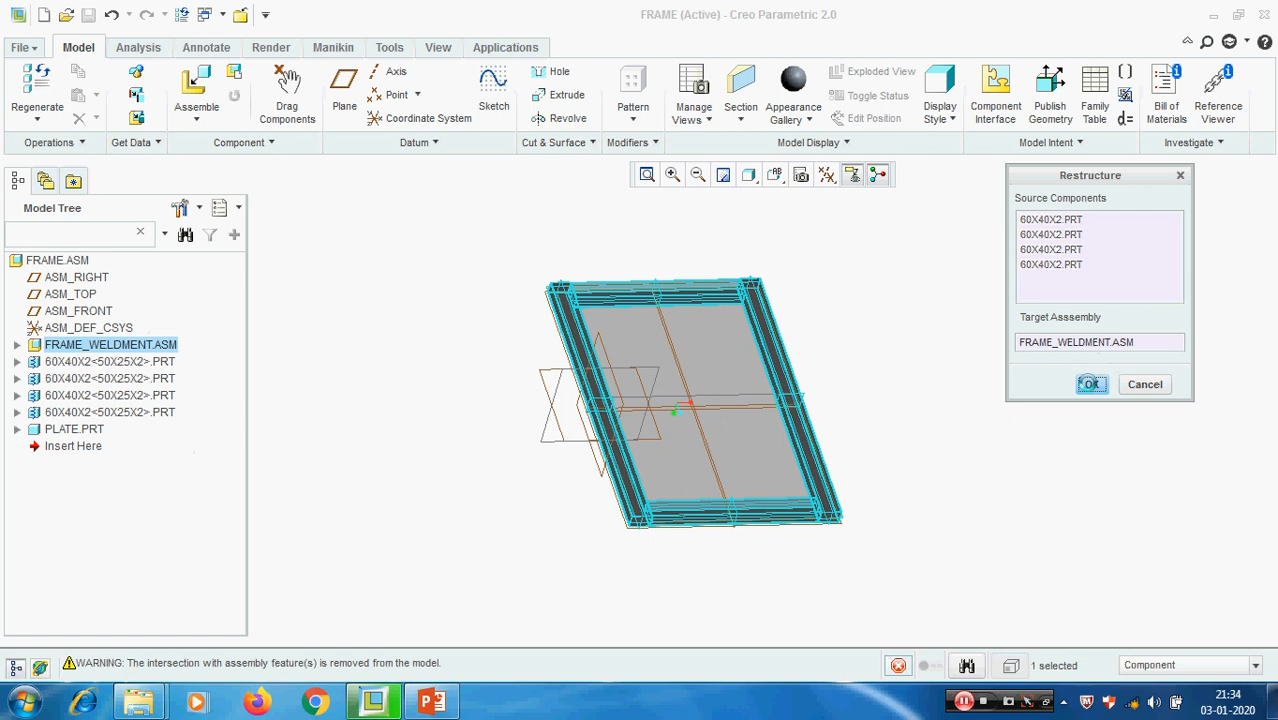 FRAME (Active) - Creo Parametric 2.0
File Model Analysis Annotate Render Manikin Tools View Applications
Regenerate
Assemble
Drag Components
Plane
Axis
Point
Coordinate System
Sketch
Hole
Extrude
Revolve
Pattern
Manage Views
Section
Appearance Gallery
Exploded View
Toggle Status
Edit Position
Display Style
Component Interface
Publish Geometry
Family Table
d=
Bill of Materials
Reference Viewer
Operations Get Data Component Datum Cut & Surface Modifiers Model Display Model Intent Investigate
Model Tree
FRAME.ASM
ASM_RIGHT
ASM_TOP
ASM_FRONT
ASM_DEF_CSYS
FRAME_WELDMENT.ASM
60X40X2<50X25X2>.PRT
60X40X2<50X25X2>.PRT
60X40X2<50X25X2>.PRT
60X40X2<50X25X2>.PRT
PLATE.PRT
Insert Here
Restructure
Source Components
60X40X2.PRT
60X40X2.PRT
60X40X2.PRT
60X40X2.PRT
Target Asssembly
FRAME_WELDMENT.ASM
OK Cancel
WARNING: The intersection with assembly feature(s) is removed from the model.
1 selected
Component
21:34
03-01-2020